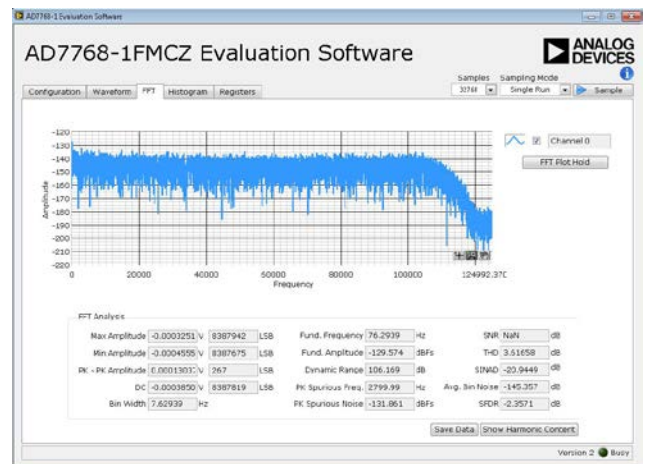 AD7768-1 Evaluation Software
AD7768-1FMCZ Evaluation Software
ANALOG DEVICES
Samples Sampling Mode
Configuration Waveform FFT Histogram Registers
32768 Single Run Sample
Channel 0
FFT Plot Hold
-120
-130
-140
-150
-160
-170
-180
-190
-200
-210
-220
Amplitude
0 20000 40000 60000 80000 100000 124992.370
Frequency
FFT Analysis
Max Amplitude -0.0003251 V 8387942 LSB Fund. Frequency 76.2939 Hz SNR NaN dB
Min Amplitude -0.0004555 V 8387675 LSB Fund. Amplitude -129.574 dBFs THD 3.61658 dB
PK - PK Amplitude 0.00013037 V 267 LSB Dynamic Range 106.169 dB SINAD -20.9449 dB
DC -0.0003850 V 8387819 LSB PK Spurious Freq. 2799.99 Hz Avg. Bin Noise -145.357 dB
Bin Width 7.62939 Hz PK Spurious Noise -131.861 dBFs SFDR -2.3571 dB
Save Data Show Harmonic Content
Version 2 Busy